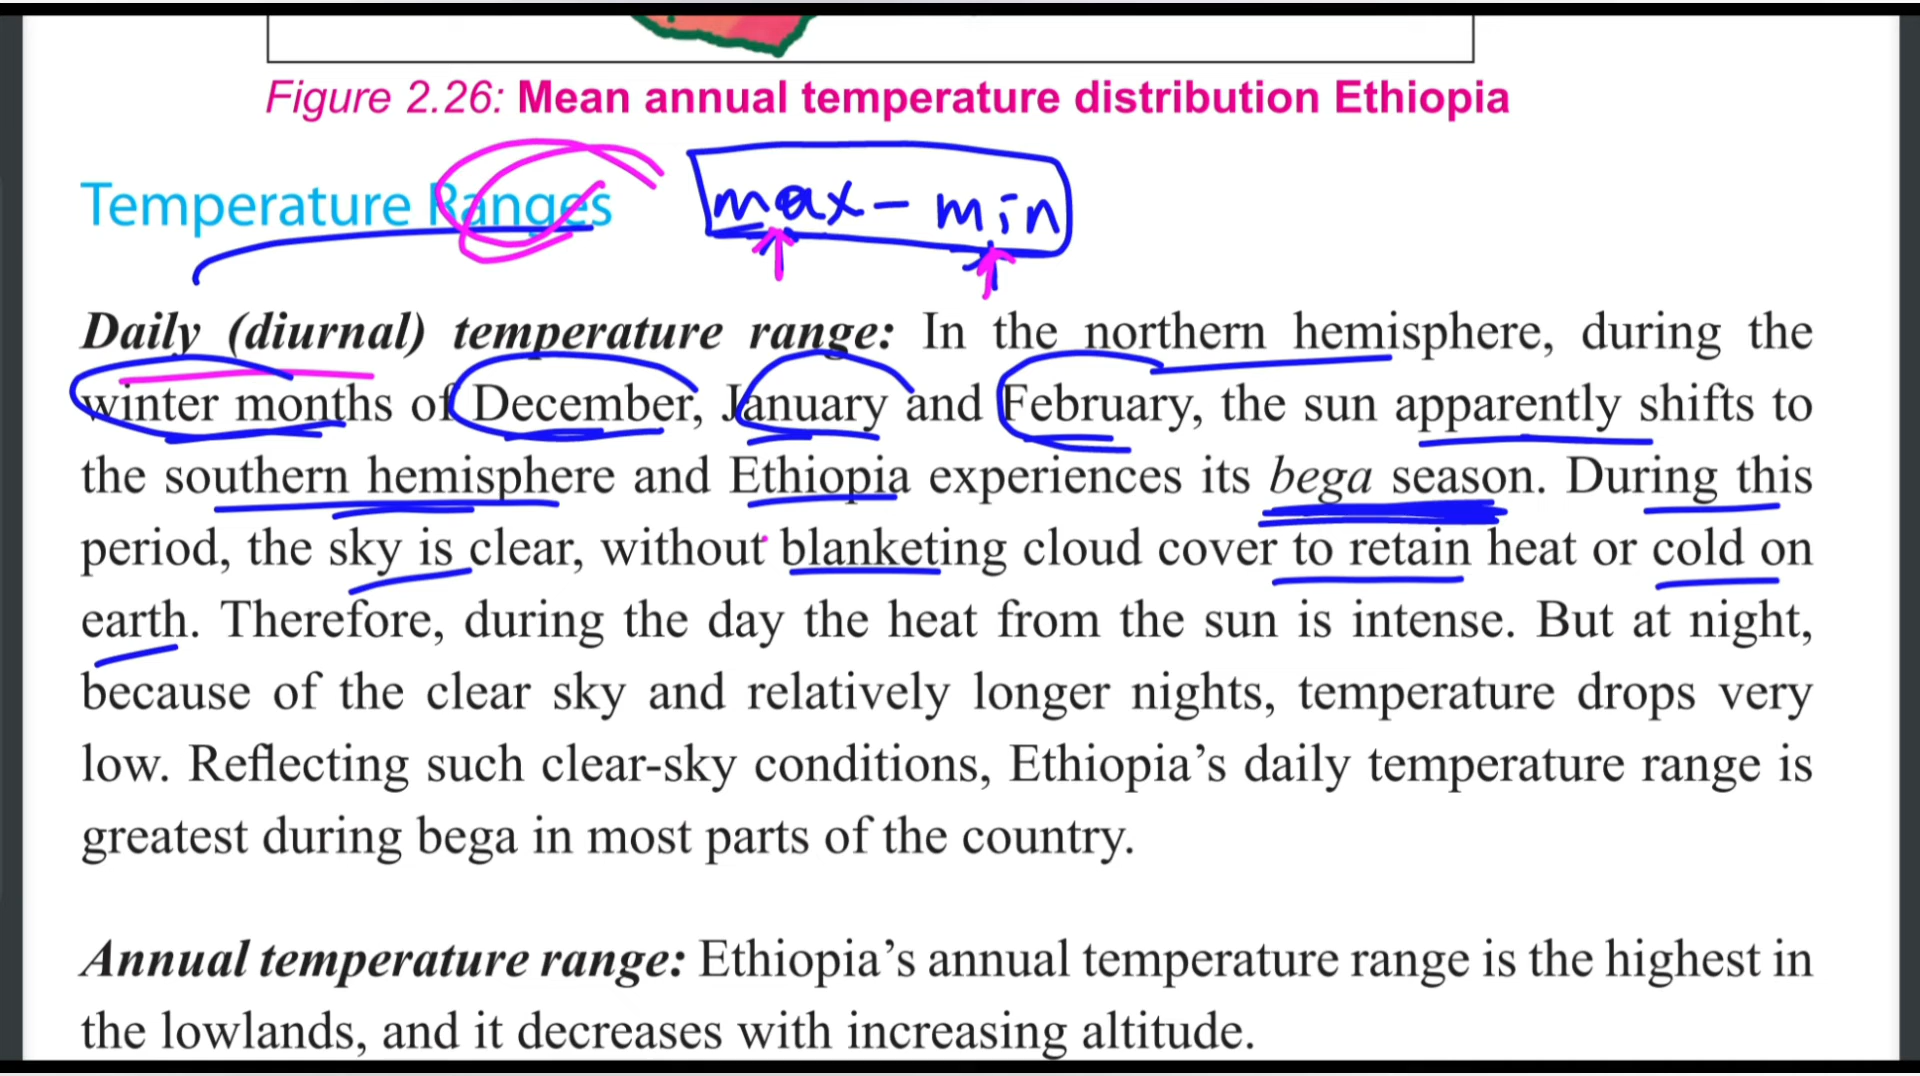 Figure 2.26: Mean annual temperature distribution Ethiopia
Temperature Ranges max - min
Daily (diurnal) temperature range: In the northern hemisphere, during the
winter months of December, January and February, the sun apparently shifts to
the southern hemisphere and Ethiopia experiences its bega season. During this
period, the sky is clear, without blanketing cloud cover to retain heat or cold on
earth. Therefore, during the day the heat from the sun is intense. But at night,
because of the clear sky and relatively longer nights, temperature drops very
low. Reflecting such clear-sky conditions, Ethiopia’s daily temperature range is
greatest during bega in most parts of the country.
Annual temperature range: Ethiopia’s annual temperature range is the highest in
the lowlands, and it decreases with increasing altitude.